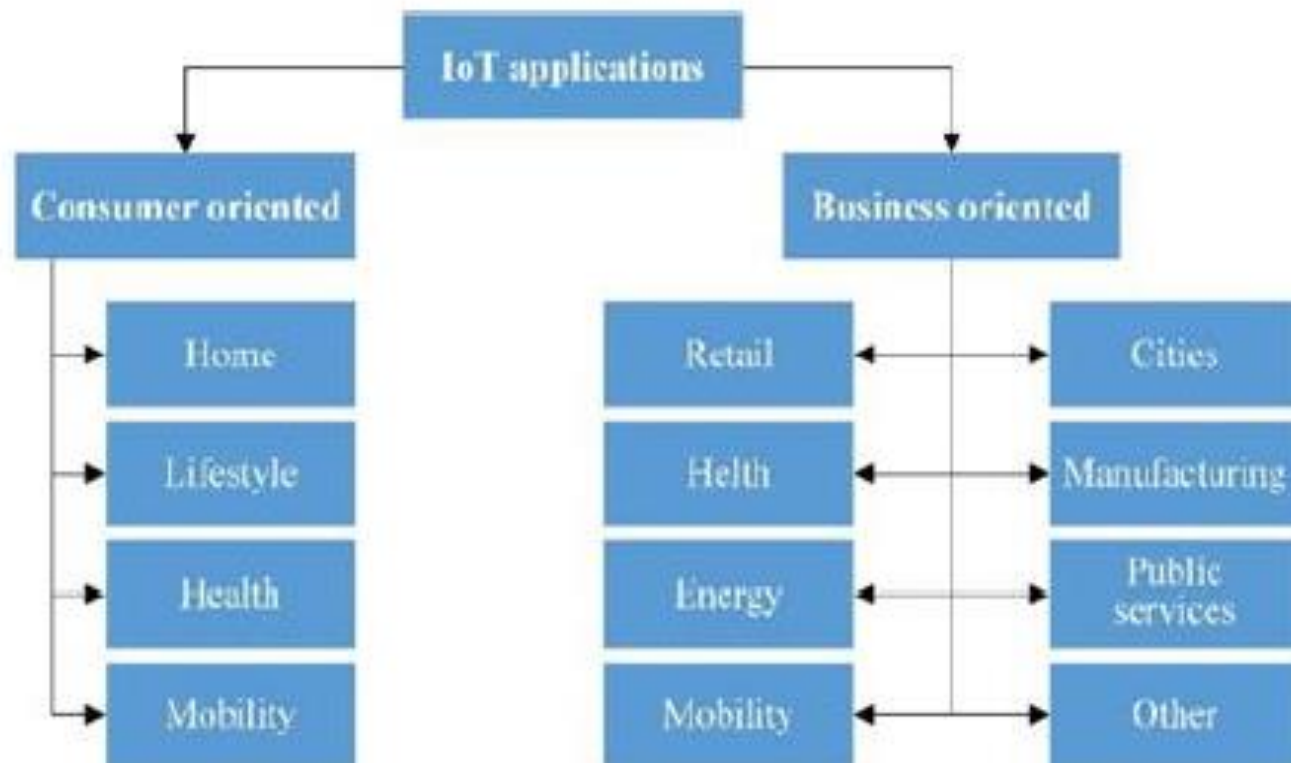 IoT applications
Consumer oriented
Business oriented
Home
Lifestyle
Health
Mobility
Retail
Helth
Energy
Mobility
Cities
Manufacturing
Public
services
Other